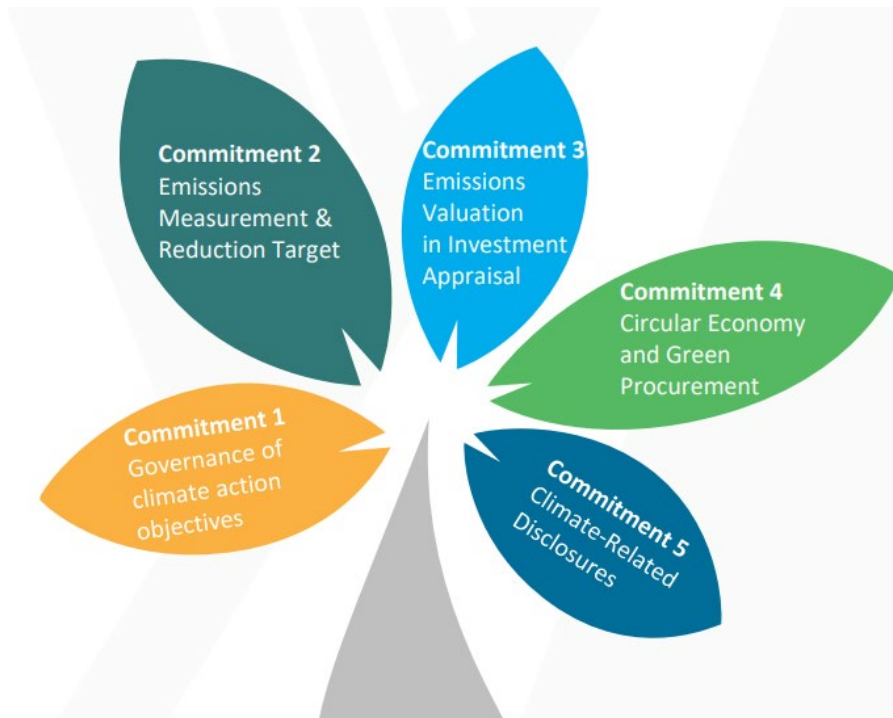 Commitment 1
Governance of
climate action
objectives
Commitment 2
Emissions
Measurement &
Reduction Target
Commitment 3
Emissions
Valuation
in Investment
Appraisal
Commitment 4
Circular Economy
and Green
Procurement
Commitment 5
Climate-Related
Disclosures